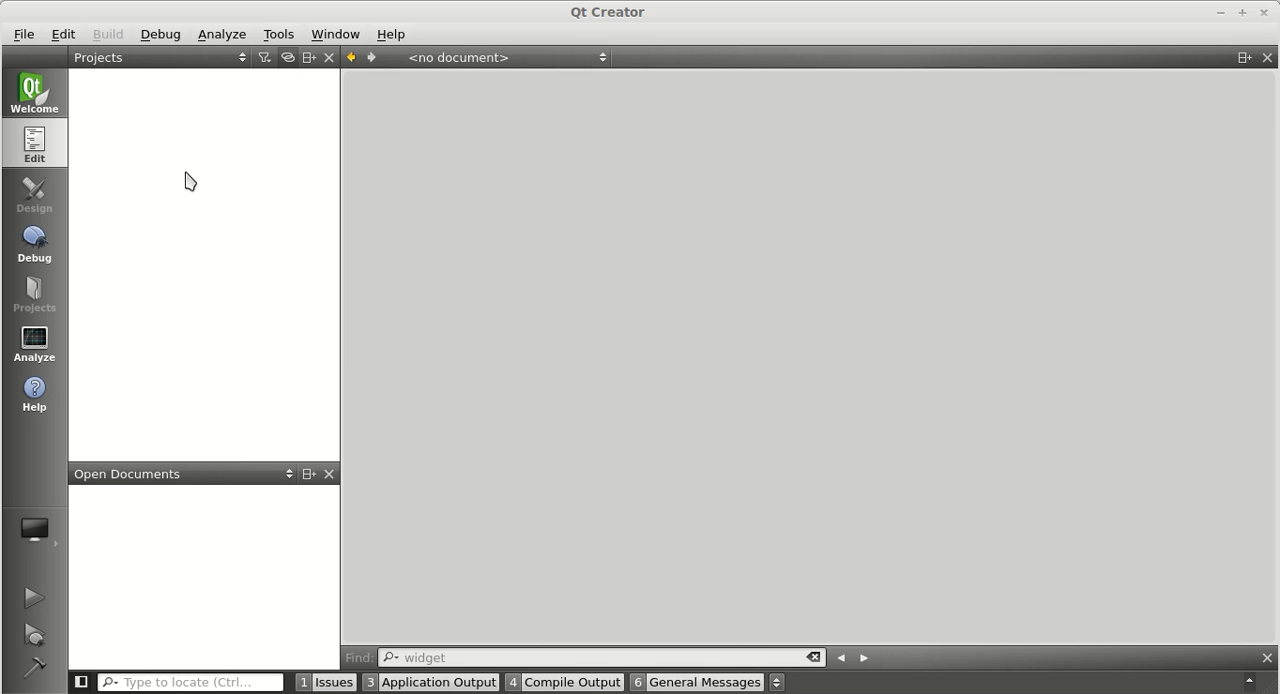 Qt Creator
File Edit Build Debug Tools Analyze Window Help
Projects
<no document>
Qt
Welcome
Edit
Design
Debug
Projects
Analyze
Help
Open Documents
Find: widget
Type to locate (Ctrl... 1 Issues 3 Application Output 4 Compile Output 6 General Messages